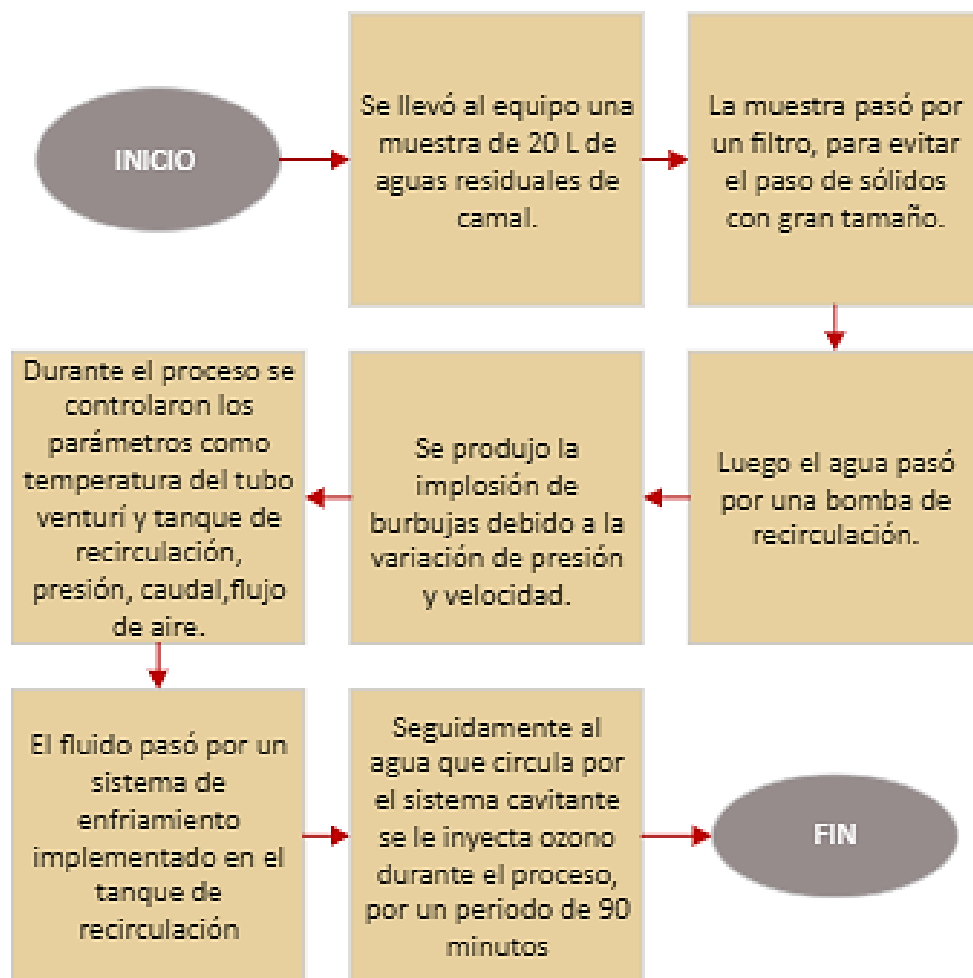 INICIO
Se llevó al equipo una
muestra de 20 L de
aguas residuales de
camal.
La muestra pasó por
un filtro, para evitar
el paso de sólidos
con gran tamaño.
Luego el agua pasó
por una bomba de
recirculación.
Se produjo la
implosión de
burbujas debido a la
variación de presión
y velocidad.
Durante el proceso se
controlaron los
parámetros como
temperatura del tubo
venturí y tanque de
recirculación,
presión, caudal,flujo
de aire.
El fluido pasó por un
sistema de
enfriamiento
implementado en el
tanque de
recirculación
Seguidamente al
agua que circula por
el sistema cavitante
se le inyecta ozono
durante el proceso,
por un periodo de 90
minutos
FIN